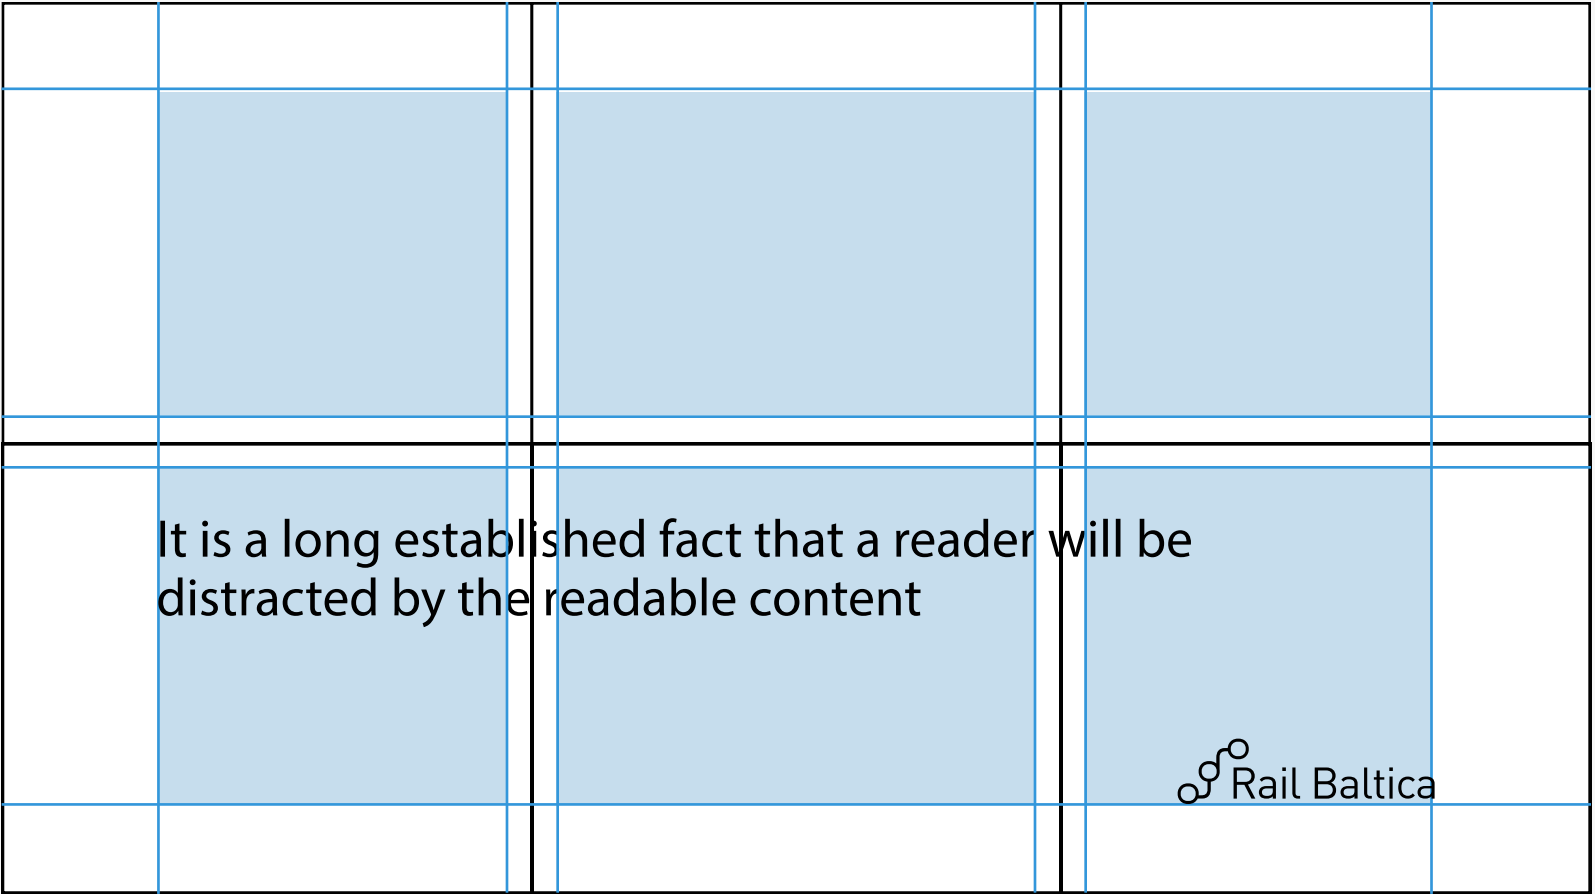 It is a long established fact that a reader will be
distracted by the readable content
Rail Baltica